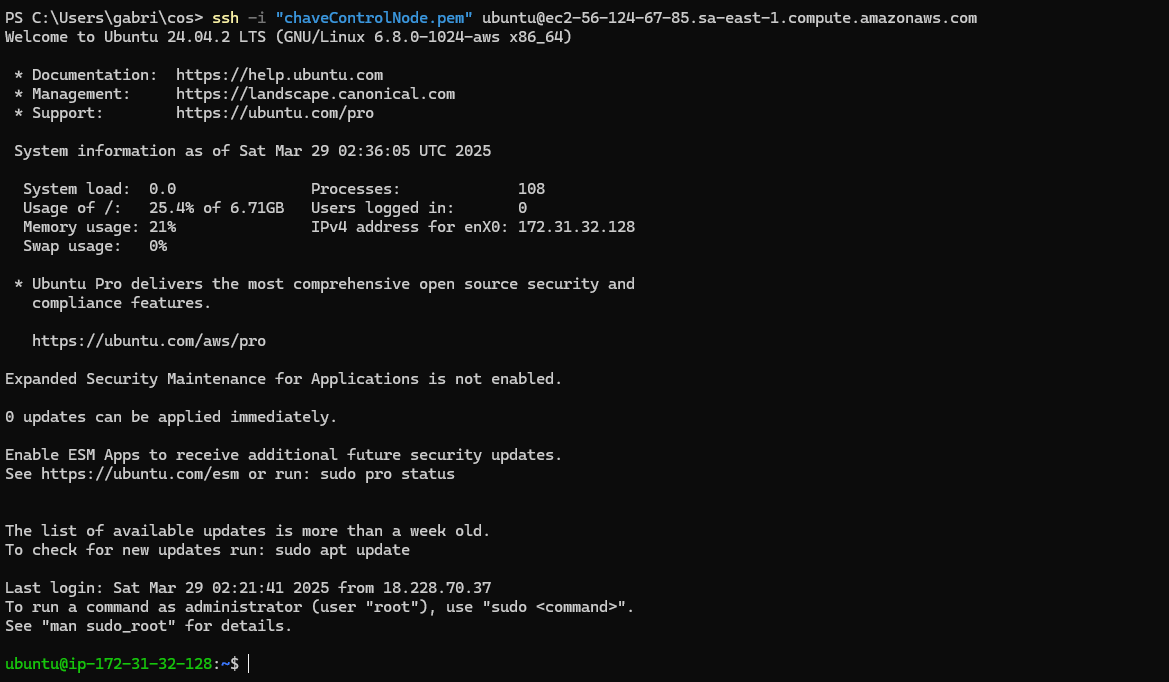 PS C:\Users\gabri\cos> ssh -i "chaveControlNode.pem" ubuntu@ec2-56-124-67-85.sa-east-1.compute.amazonaws.com
Welcome to Ubuntu 24.04.2 LTS (GNU/Linux 6.8.0-1024-aws x86_64)

 * Documentation:  https://help.ubuntu.com
 * Management:     https://landscape.canonical.com
 * Support:        https://ubuntu.com/pro

 System information as of Sat Mar 29 02:36:05 UTC 2025

  System load:  0.0               Processes:             108
  Usage of /:   25.4% of 6.71GB   Users logged in:       0
  Memory usage: 21%               IPv4 address for enX0: 172.31.32.128
  Swap usage:   0%

 * Ubuntu Pro delivers the most comprehensive open source security and
   compliance features.

   https://ubuntu.com/aws/pro

Expanded Security Maintenance for Applications is not enabled.

0 updates can be applied immediately.

Enable ESM Apps to receive additional future security updates.
See https://ubuntu.com/esm or run: sudo pro status


The list of available updates is more than a week old.
To check for new updates run: sudo apt update

Last login: Sat Mar 29 02:21:41 2025 from 18.228.70.37
To run a command as administrator (user "root"), use "sudo <command>".
See "man sudo_root" for details.

ubuntu@ip-172-31-32-128:~$